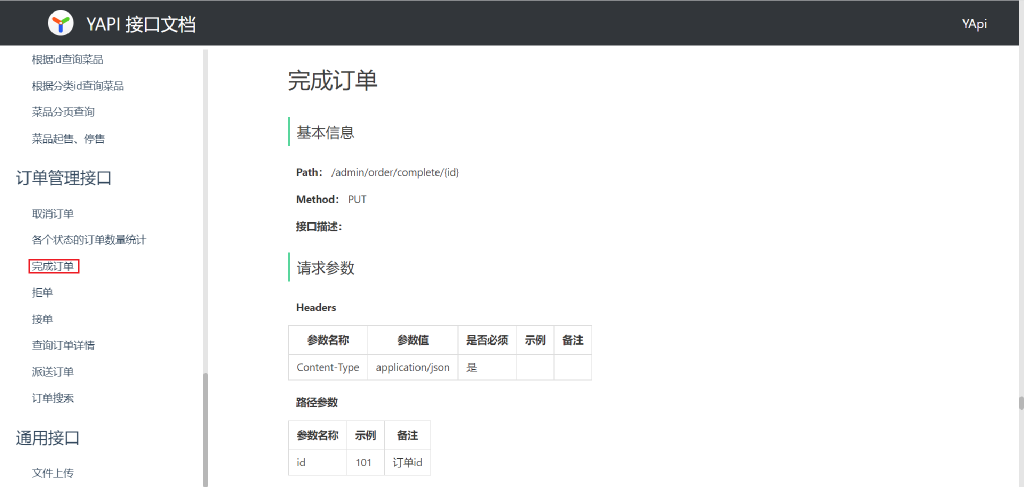 YAPI 接口文档
YApi
根据id查询菜品
根据分类id查询菜品
菜品分页查询
菜品起售、停售
订单管理接口
取消订单
各个状态的订单数量统计
完成订单
拒单
接单
查询订单详情
派送订单
订单搜索
通用接口
文件上传
完成订单
基本信息
Path: /admin/order/complete/{id}
Method: PUT
接口描述:
请求参数
Headers
参数名称 参数值 是否必须 示例 备注
Content-Type application/json 是
路径参数
参数名称 示例 备注
id 101 订单id